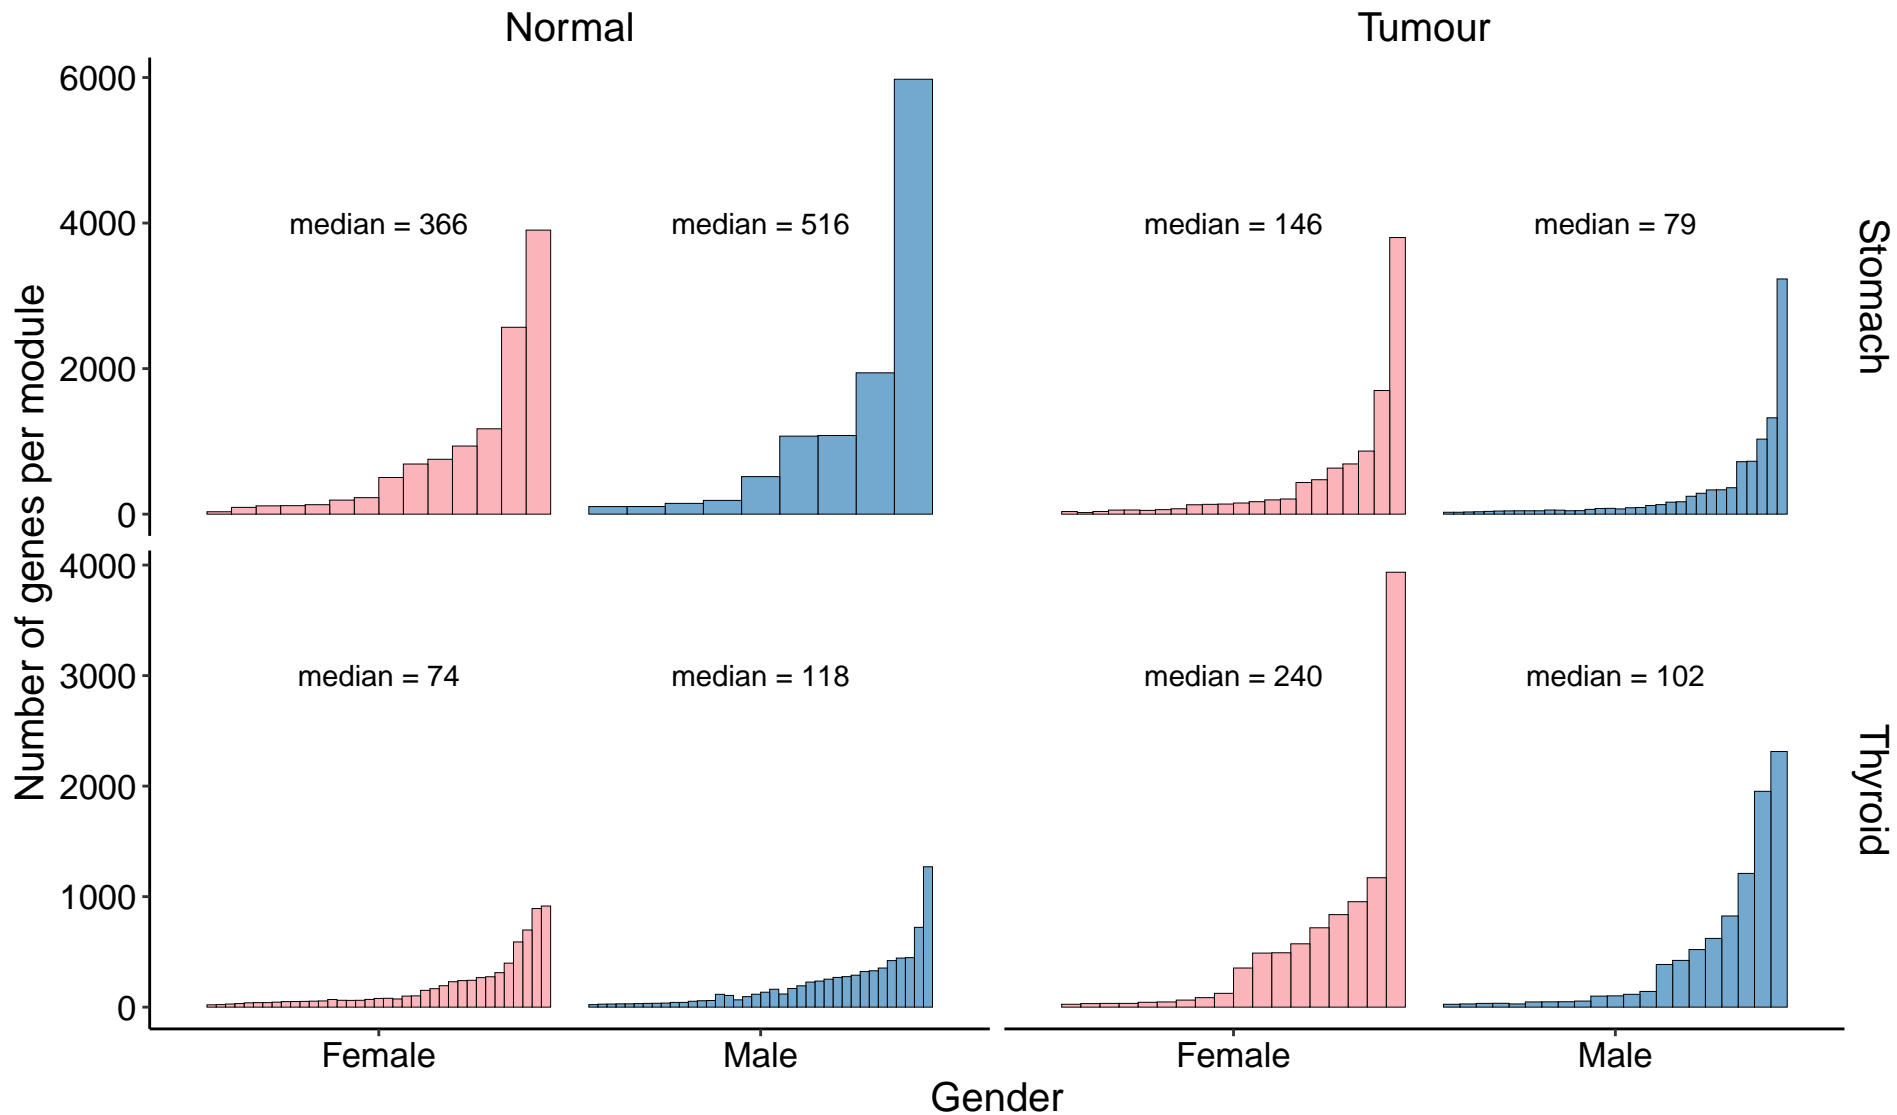 Normal
Tumour
Number of genes per module
6000
4000
2000
0
median = 366
median = 516
median = 146
median = 79
Stomach
4000
3000
2000
1000
0
median = 74
median = 118
median = 240
median = 102
Thyroid
Female
Male
Female
Male
Gender